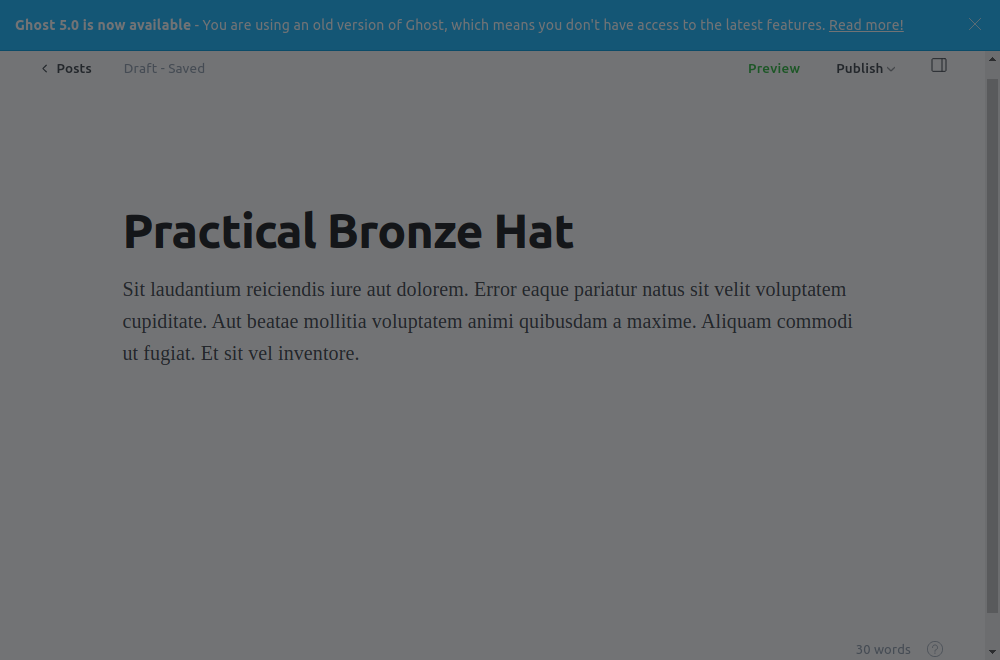 Ghost 5.0 is now available - You are using an old version of Ghost, which means you don't have access to the latest features. Read more!
Posts Draft - Saved Preview Publish
Practical Bronze Hat
Sit laudantium reiciendis iure aut dolorem. Error eaque pariatur natus sit velit voluptatem
cupiditate. Aut beatae mollitia voluptatem animi quibusdam a maxime. Aliquam commodi
ut fugiat. Et sit vel inventore.
30 words ?